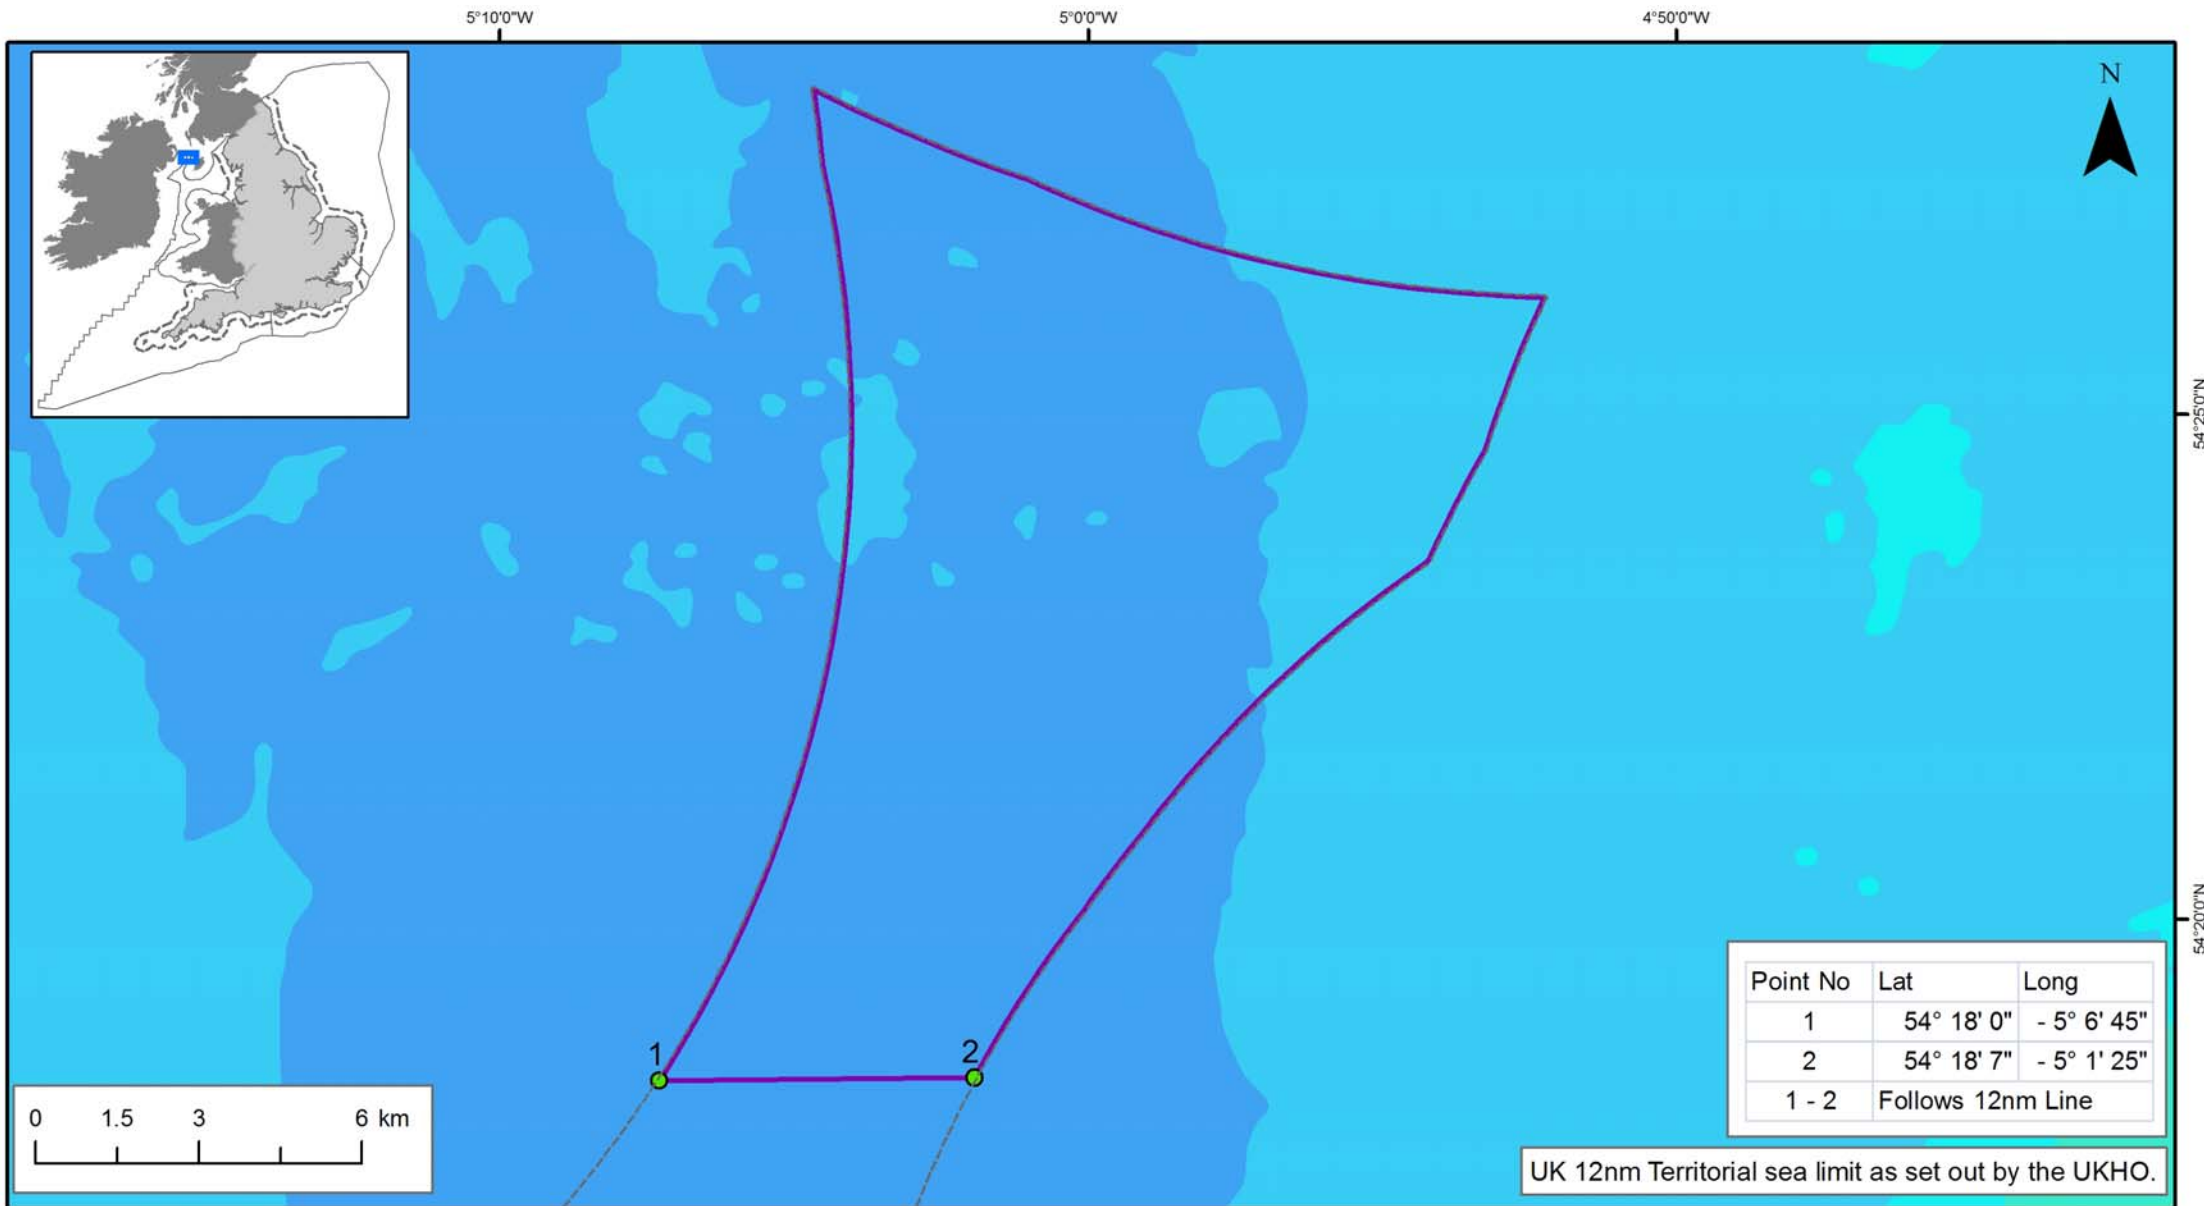 5°10'0"W 5°0'0"W 4°50'0"W
N
54°25'0"N
54°20'0"N
1 2
Point No Lat Long
1 54° 18' 0" - 5° 6' 45"
2 54° 18' 7" - 5° 1' 25"
1 - 2 Follows 12nm Line
0 1.5 3 6 km
UK 12nm Territorial sea limit as set out by the UKHO.